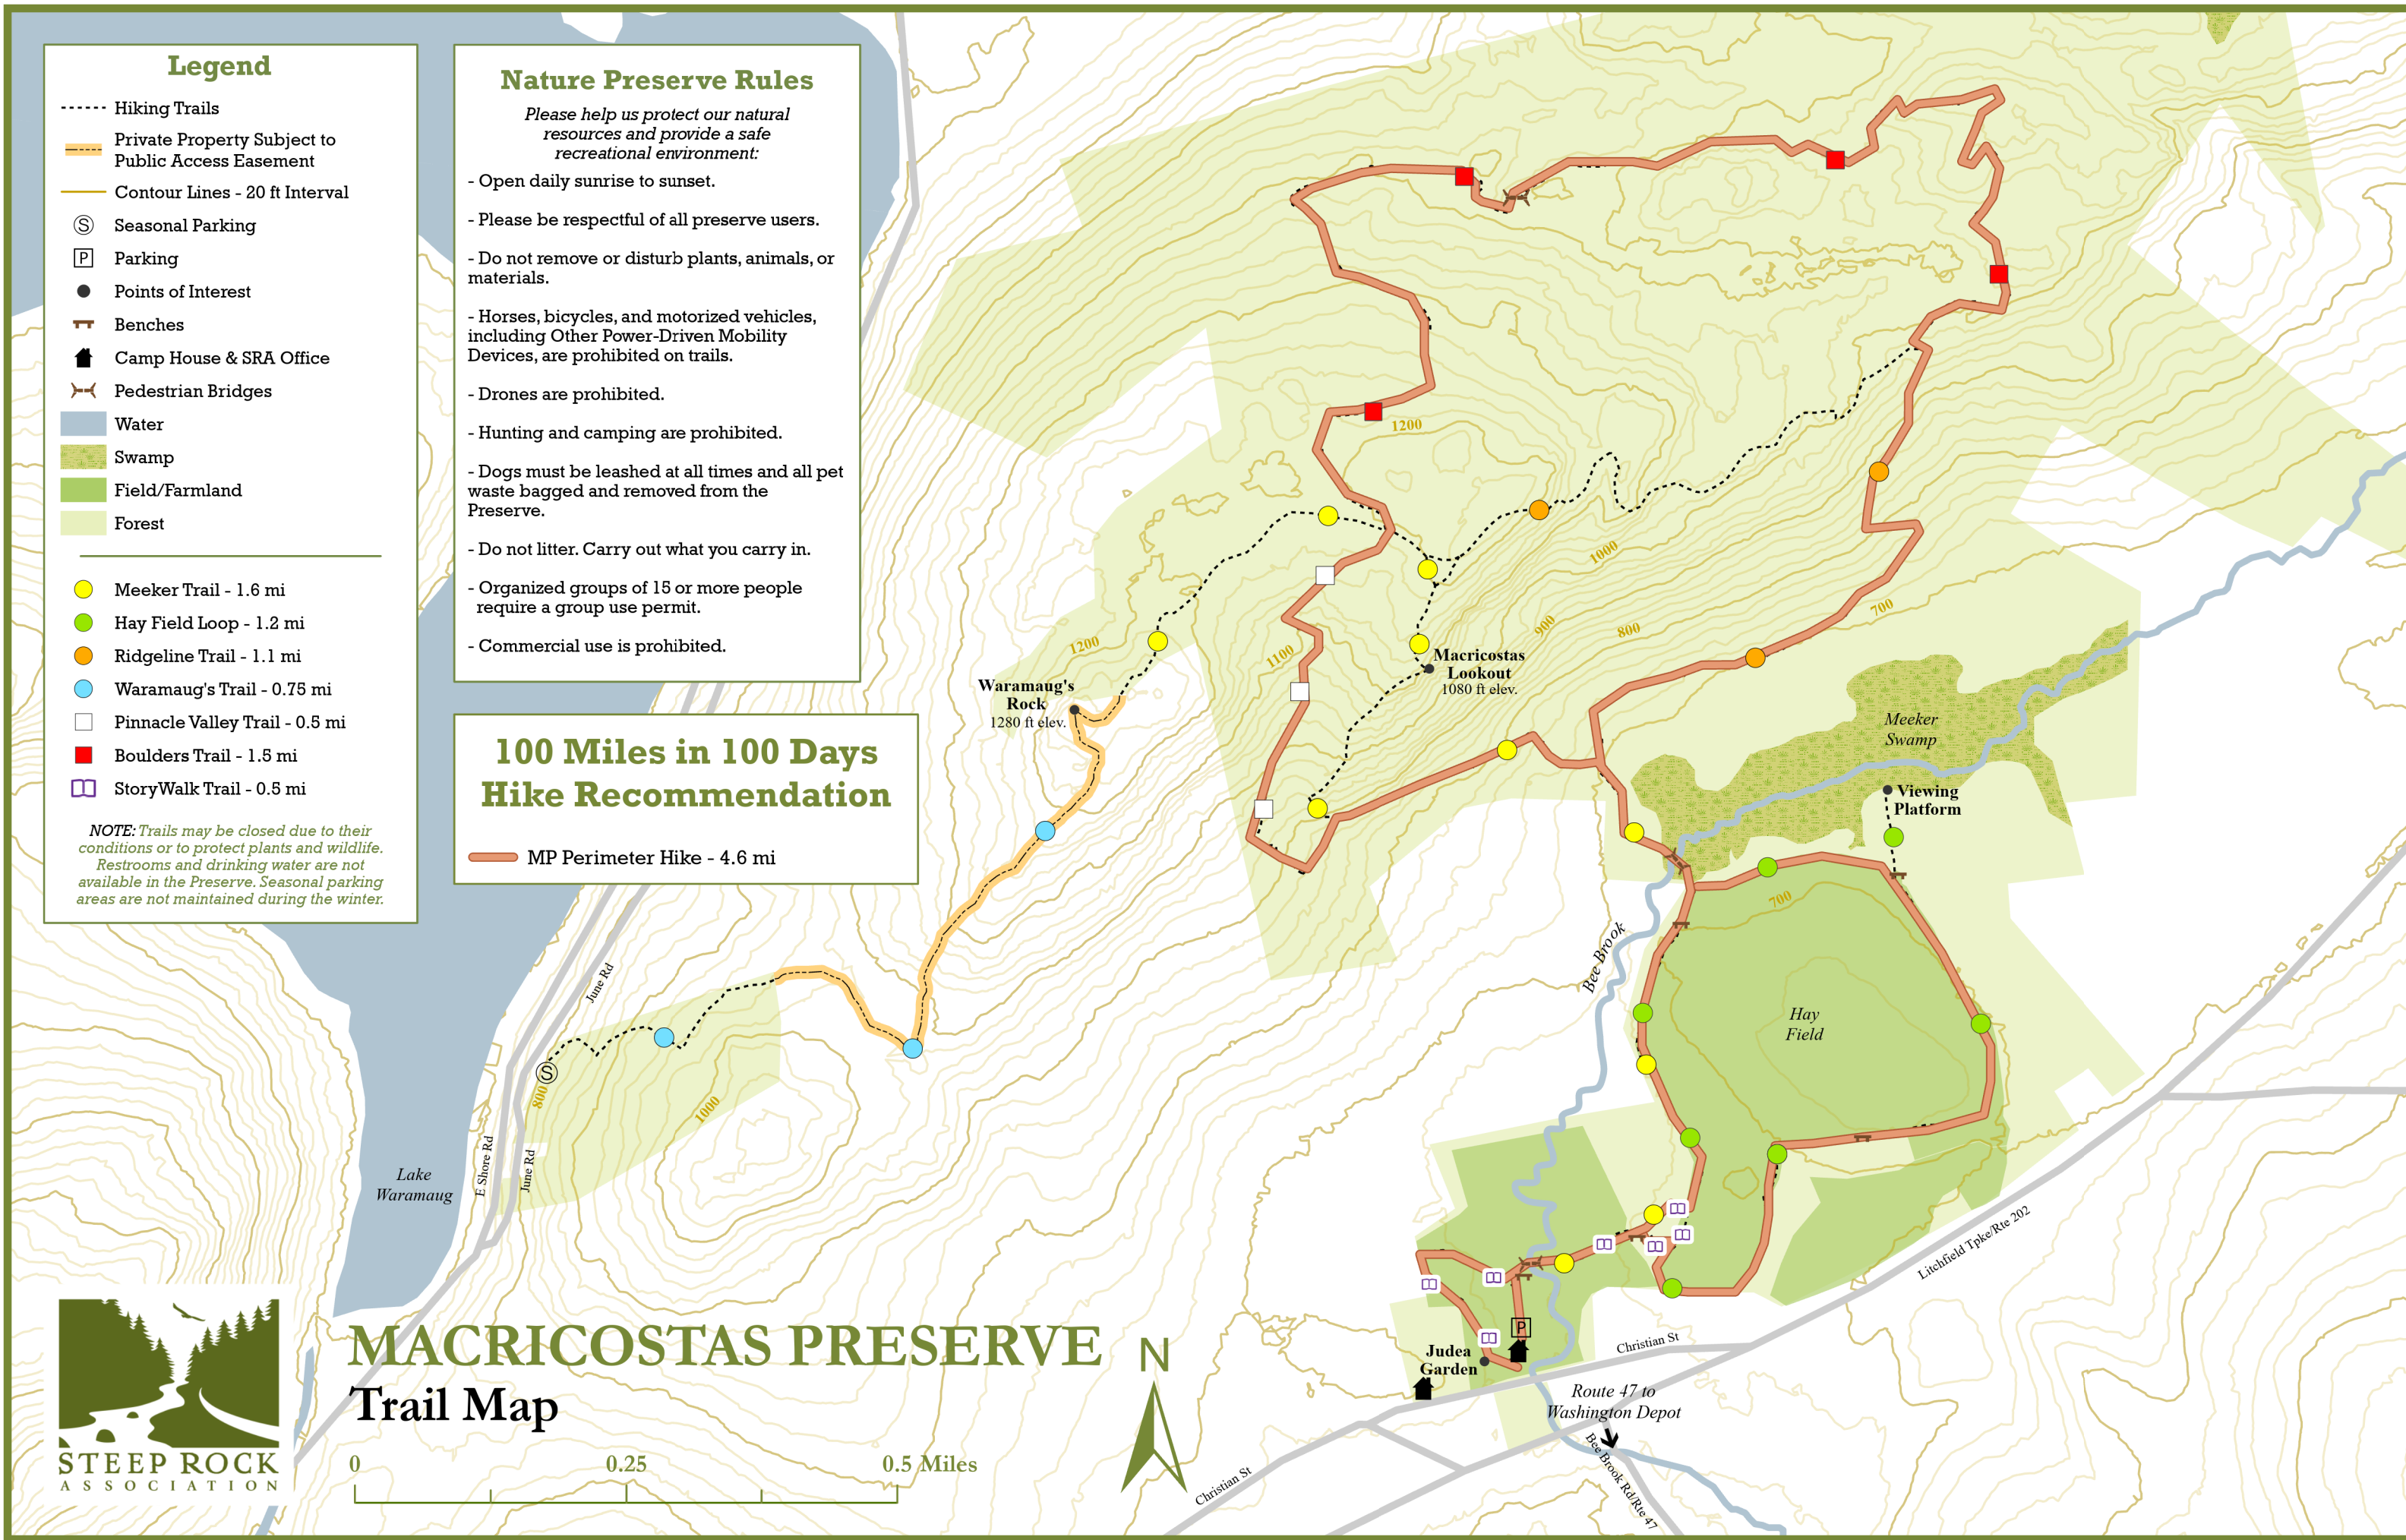 Legend
Hiking Trails
Private Property Subject to
Public Access Easement
Contour Lines - 20 ft Interval
S Seasonal Parking
P Parking
Points of Interest
Benches
Camp House & SRA Office
Pedestrian Bridges
Water
Swamp
Field/Farmland
Forest
Meeker Trail - 1.6 mi
Hay Field Loop - 1.2 mi
Ridgeline Trail - 1.1 mi
Waramaug's Trail - 0.75 mi
Pinnacle Valley Trail - 0.5 mi
Boulders Trail - 1.5 mi
StoryWalk Trail - 0.5 mi
NOTE: Trails may be closed due to their
conditions or to protect plants and wildlife.
Restrooms and drinking water are not
available in the Preserve. Seasonal parking
areas are not maintained during the winter.
Nature Preserve Rules
Please help us protect our natural
resources and provide a safe
recreational environment:
- Open daily sunrise to sunset.
- Please be respectful of all preserve users.
- Do not remove or disturb plants, animals, or
materials.
- Horses, bicycles, and motorized vehicles,
including Other Power-Driven Mobility
Devices, are prohibited on trails.
- Drones are prohibited.
- Hunting and camping are prohibited.
- Dogs must be leashed at all times and all pet
waste bagged and removed from the
Preserve.
- Do not litter. Carry out what you carry in.
- Organized groups of 15 or more people
require a group use permit.
- Commercial use is prohibited.
100 Miles in 100 Days
Hike Recommendation
MP Perimeter Hike - 4.6 mi
1200
1000
900
800
700
1200
1100
Macricostas
Lookout
1080 ft elev.
Waramaug's
Rock
1280 ft elev.
Meeker
Swamp
Viewing
Platform
700
Bee Brook
Hay
Field
June Rd
S
800
1000
E Shore Rd
June Rd
Lake
Waramaug
Litchfield Tpke/Rte 202
P
Judea
Garden
Christian St
Route 47 to
Washington Depot
Bee Brook Rd/Rte 47
Christian St
STEEP ROCK
ASSOCIATION
MACRICOSTAS PRESERVE
Trail Map
N
0
0.25
0.5 Miles